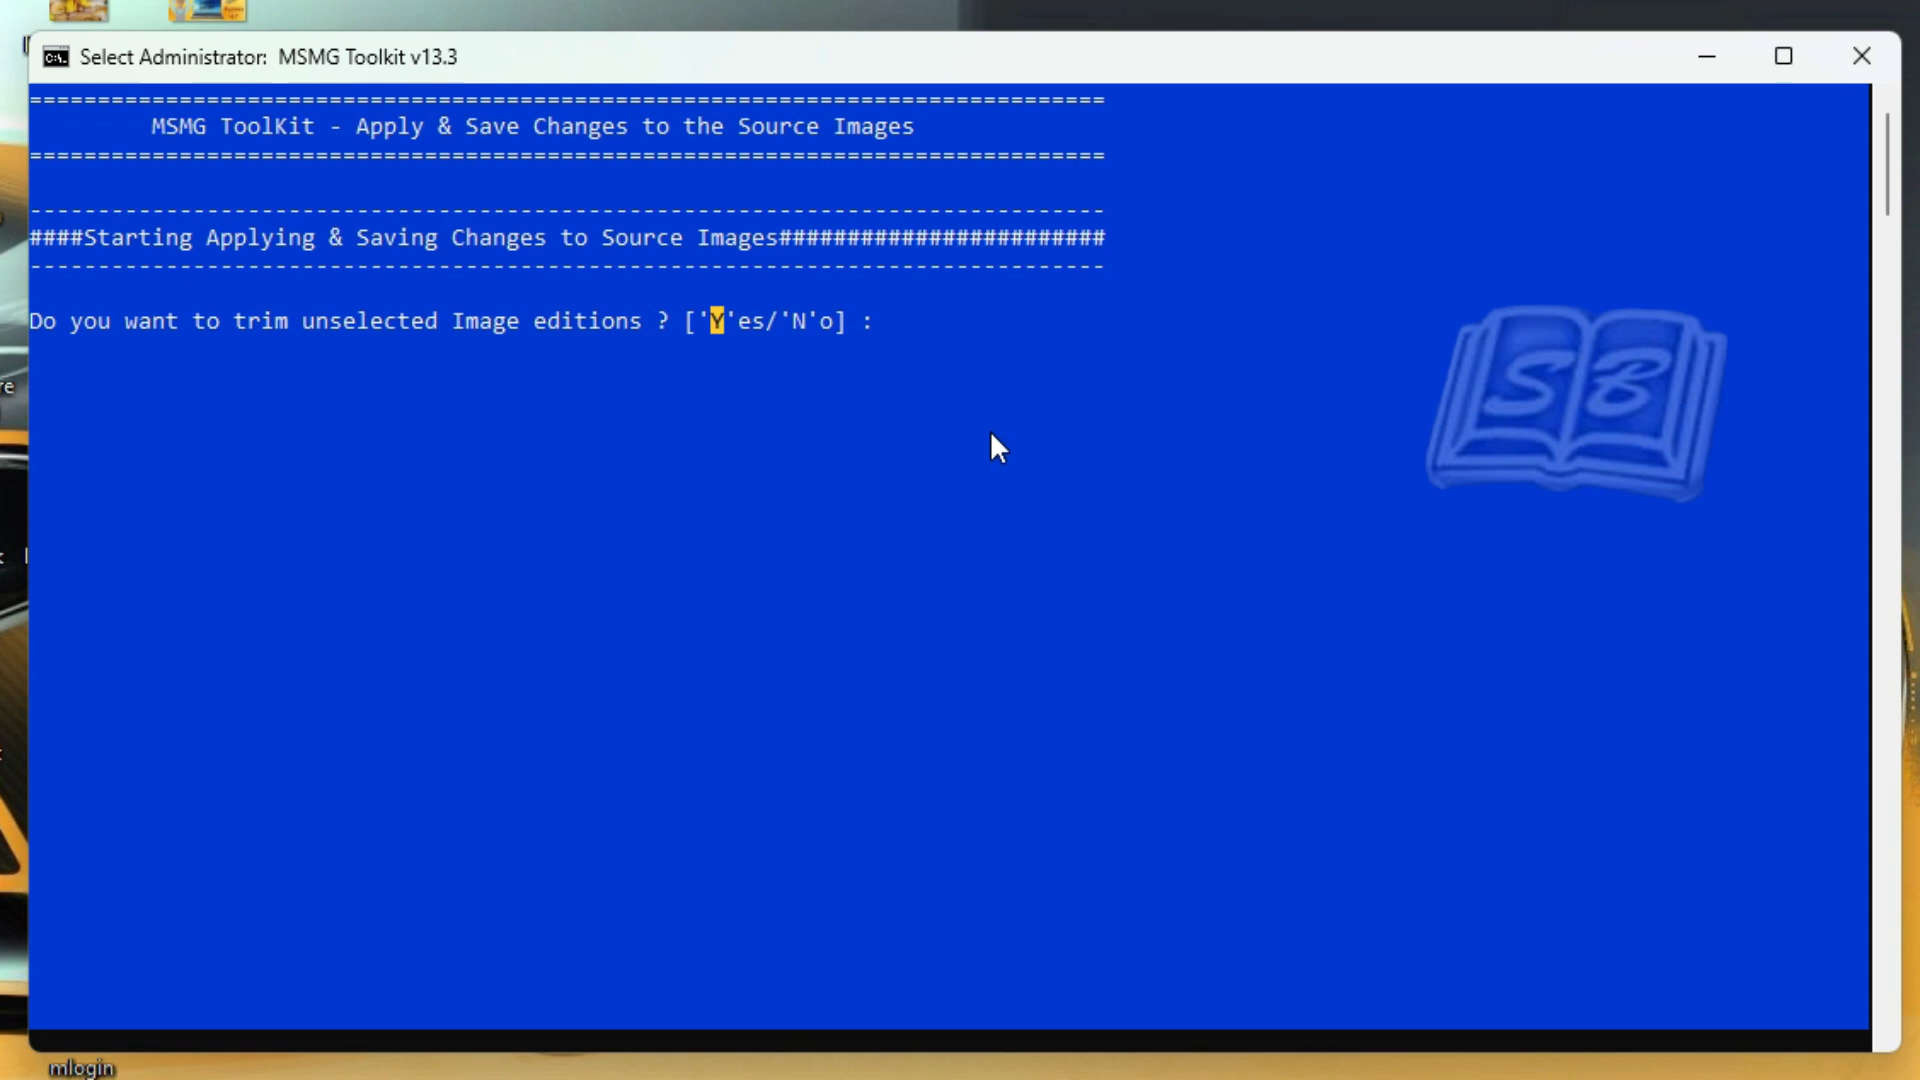 Select Administrator:  MSMG Toolkit v13.3
===============================================================================
MSMG ToolKit - Apply & Save Changes to the Source Images
===============================================================================
-------------------------------------------------------------------------------
####Starting Applying & Saving Changes to Source Images########################
-------------------------------------------------------------------------------
Do you want to trim unselected Image editions ? ['Y'es/'N'o] :
SB
mlogin